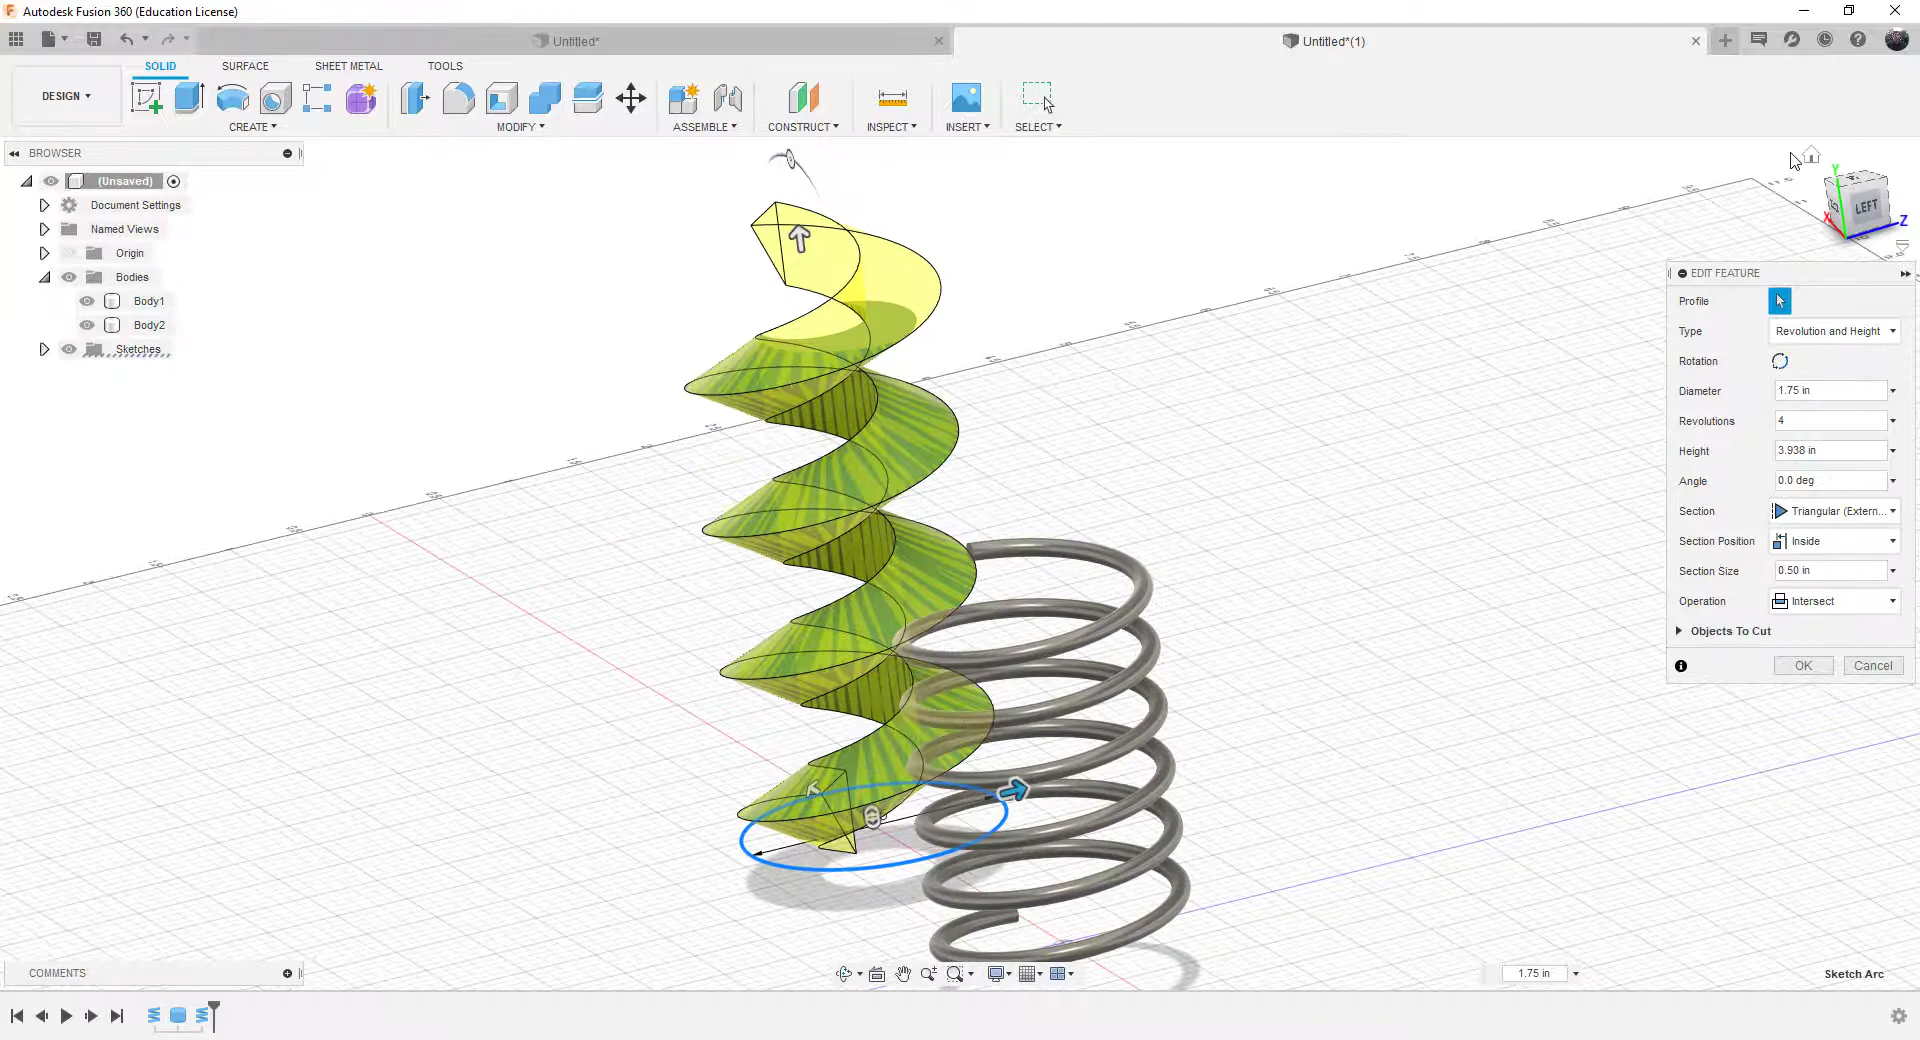 Autodesk Fusion 360 (Education License)
Untitled*
Untitled*(1)
SOLID
SURFACE
SHEET METAL
TOOLS
DESIGN
CREATE
MODIFY
ASSEMBLE
CONSTRUCT
INSPECT
INSERT
SELECT
BROWSER
(Unsaved)
Document Settings
Named Views
Origin
Bodies
Body1
Body2
Sketches
Y
LEFT
X
Z
EDIT FEATURE
Profile
Type Revolution and Height
Rotation
Diameter 1.75 in
Revolutions 4
Height 3.938 in
Angle 0.0 deg
Section Triangular (Extern...
Section Position Inside
Section Size 0.50 in
Operation Intersect
Objects To Cut
OK Cancel
COMMENTS
1.75 in
Sketch Arc